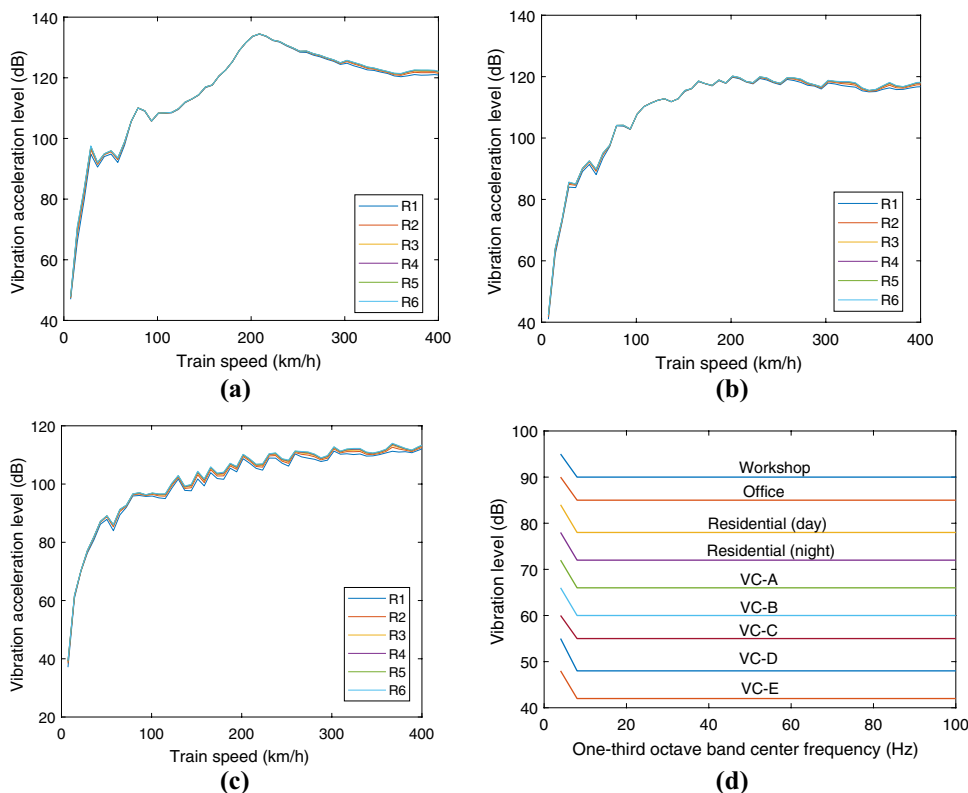 140
120
100
80
60
40
Vibration acceleration level (dB)
R1
R2
R3
R4
R5
R6
0
100
200
300
400
Train speed (km/h)
(a)
140
120
100
80
60
40
Vibration acceleration level (dB)
R1
R2
R3
R4
R5
R6
0
100
200
300
400
Train speed (km/h)
(b)
120
100
80
60
40
20
Vibration acceleration level (dB)
R1
R2
R3
R4
R5
R6
0
100
200
300
400
Train speed (km/h)
(c)
100
90
80
70
60
50
40
Vibration level (dB)
Workshop
Office
Residential (day)
Residential (night)
VC-A
VC-B
VC-C
VC-D
VC-E
0
20
40
60
80
100
One-third octave band center frequency (Hz)
(d)